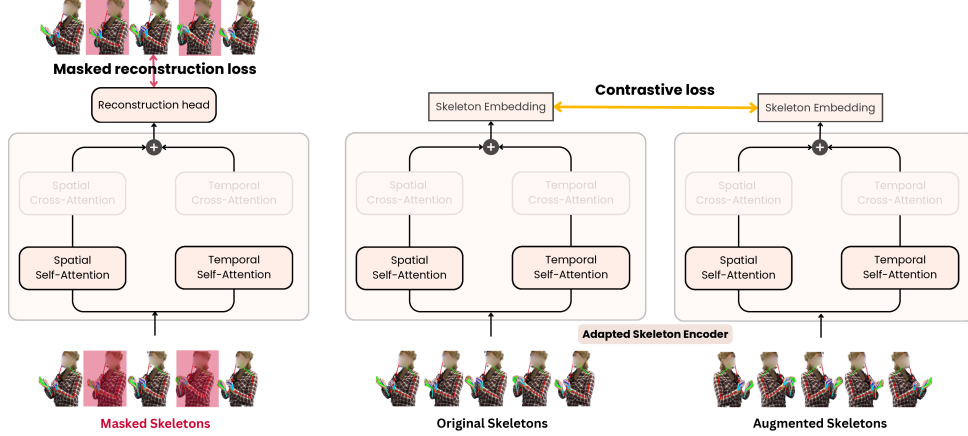 Masked reconstruction loss
Reconstruction head
+
Spatial
Cross-Attention
Temporal
Cross-Attention
Spatial
Self-Attention
Temporal
Self-Attention
Masked Skeletons
Contrastive loss
Skeleton Embedding
+
Spatial
Cross-Attention
Temporal
Cross-Attention
Spatial
Self-Attention
Temporal
Self-Attention
Original Skeletons
Adapted Skeleton Encoder
Skeleton Embedding
+
Spatial
Cross-Attention
Temporal
Cross-Attention
Spatial
Self-Attention
Temporal
Self-Attention
Augmented Skeletons